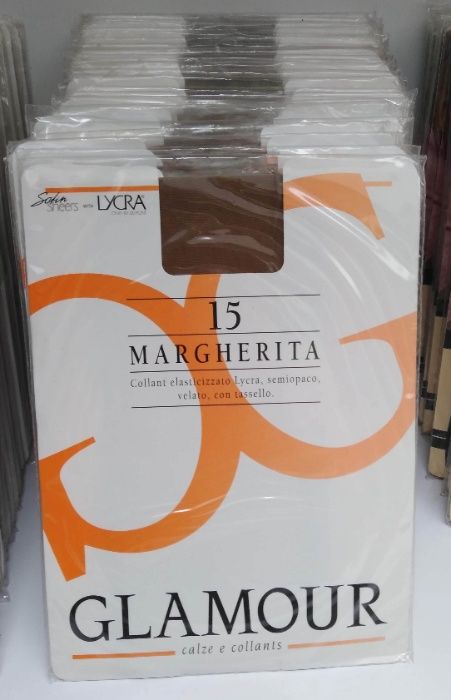 Satin
Sheers with LYCRA
15
MARGHERITA
Collant elasticizzato Lycra, semiopaco,
velato, con tassello.
GLAMOUR
calze e collants